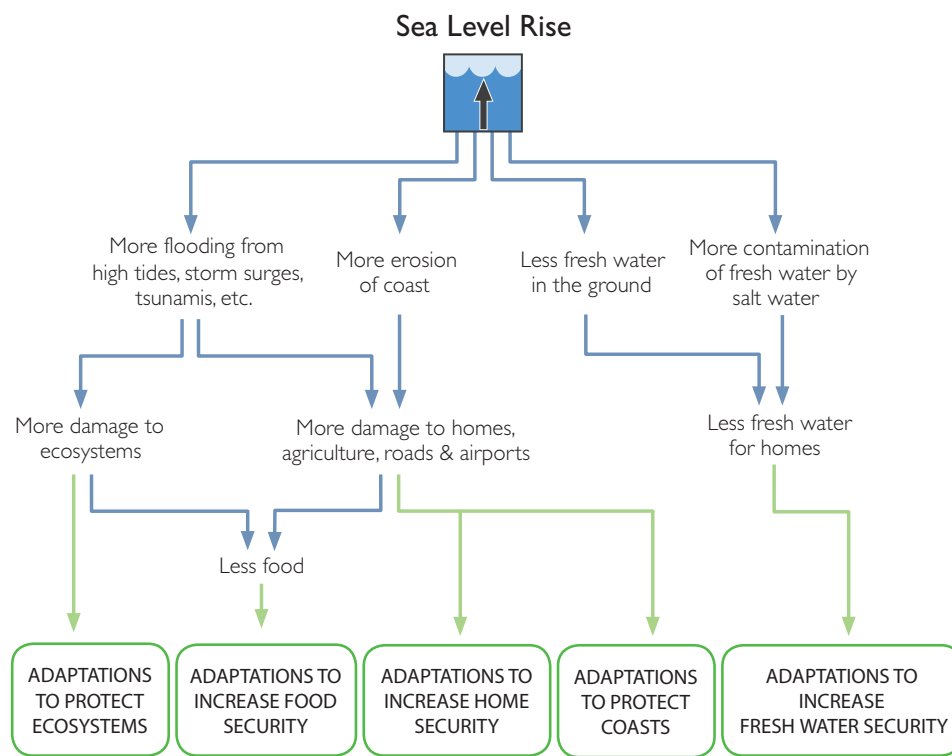 Sea Level Rise
More flooding from
high tides, storm surges,
tsunamis, etc.
More erosion
of coast
Less fresh water
in the ground
More contamination
of fresh water by
salt water
More damage to
ecosystems
More damage to homes,
agriculture, roads & airports
Less fresh water
for homes
Less food
ADAPTATIONS
TO PROTECT
ECOSYSTEMS
ADAPTATIONS TO
INCREASE FOOD
SECURITY
ADAPTATIONS TO
INCREASE HOME
SECURITY
ADAPTATIONS
TO PROTECT
COASTS
ADAPTATIONS TO
INCREASE
FRESH WATER SECURITY